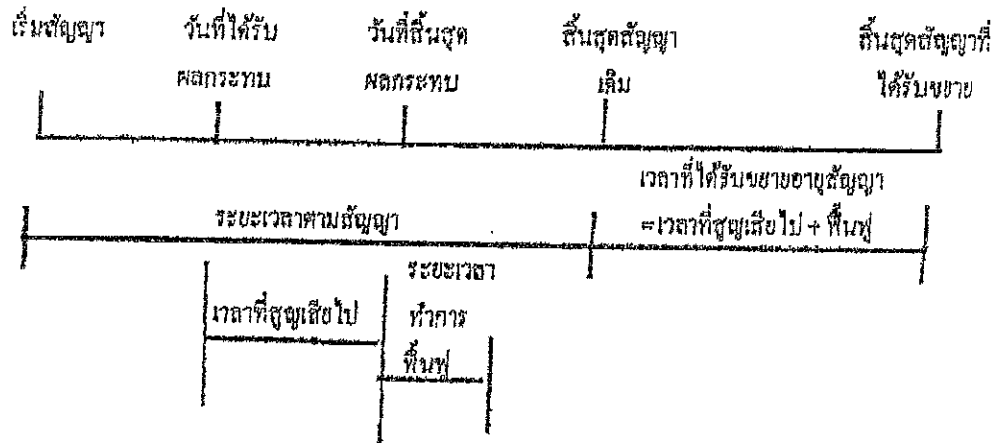 เริ่มสัญญา วันที่ได้รับ วันที่สิ้นสุด สิ้นสุดสัญญา สิ้นสุดสัญญาที่
ผลกระทบ ผลกระทบ เดิม ได้รับขยาย
เวลาที่ได้รับขยายอายุสัญญา
ระยะเวลาตามสัญญา =เวลาที่สูญเสียไป + ฟื้นฟู
ระยะเวลา
เวลาที่สูญเสียไป ทำการ
ฟื้นฟู